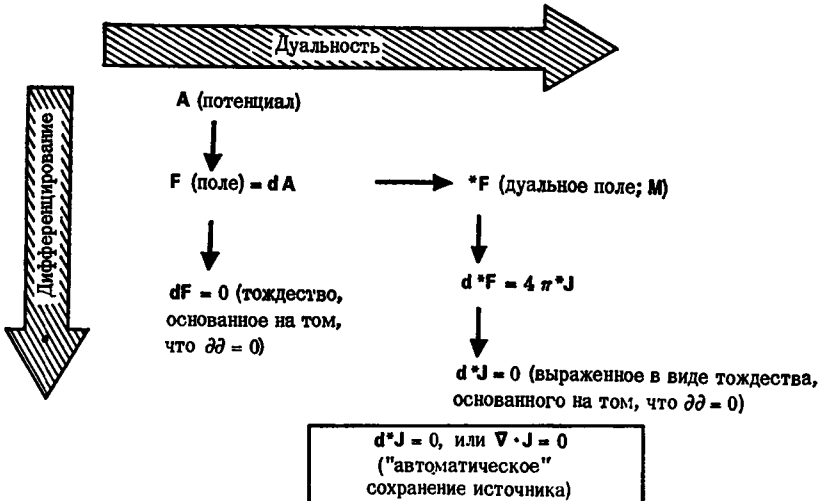 Дуальность
Дифференцирование
A (потенциал)
F (поле) = dA
*F (дуальное поле; M)
dF = 0 (тождество,
основанное на том,
что ∂∂ = 0)
d*F = 4 π*J
d*J = 0 (выраженное в виде тождества,
основанного на том, что ∂∂ = 0)
d*J = 0, или ∇ · J = 0
("автоматическое"
сохранение источника)